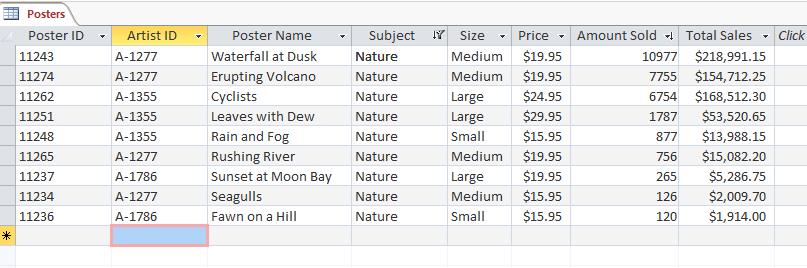 Posters
Poster ID Artist ID Poster Name Subject Size Price Amount Sold Total Sales Click
11243 A-1277 Waterfall at Dusk Nature Medium $19.95 10977 $218,991.15
11274 A-1277 Erupting Volcano Nature Medium $19.95 7755 $154,712.25
11262 A-1355 Cyclists Nature Large $24.95 6754 $168,512.30
11251 A-1355 Leaves with Dew Nature Large $29.95 1787 $53,520.65
11248 A-1355 Rain and Fog Nature Small $15.95 877 $13,988.15
11265 A-1277 Rushing River Nature Medium $19.95 756 $15,082.20
11237 A-1786 Sunset at Moon Bay Nature Large $19.95 265 $5,286.75
11234 A-1277 Seagulls Nature Medium $15.95 126 $2,009.70
11236 A-1786 Fawn on a Hill Nature Small $15.95 120 $1,914.00